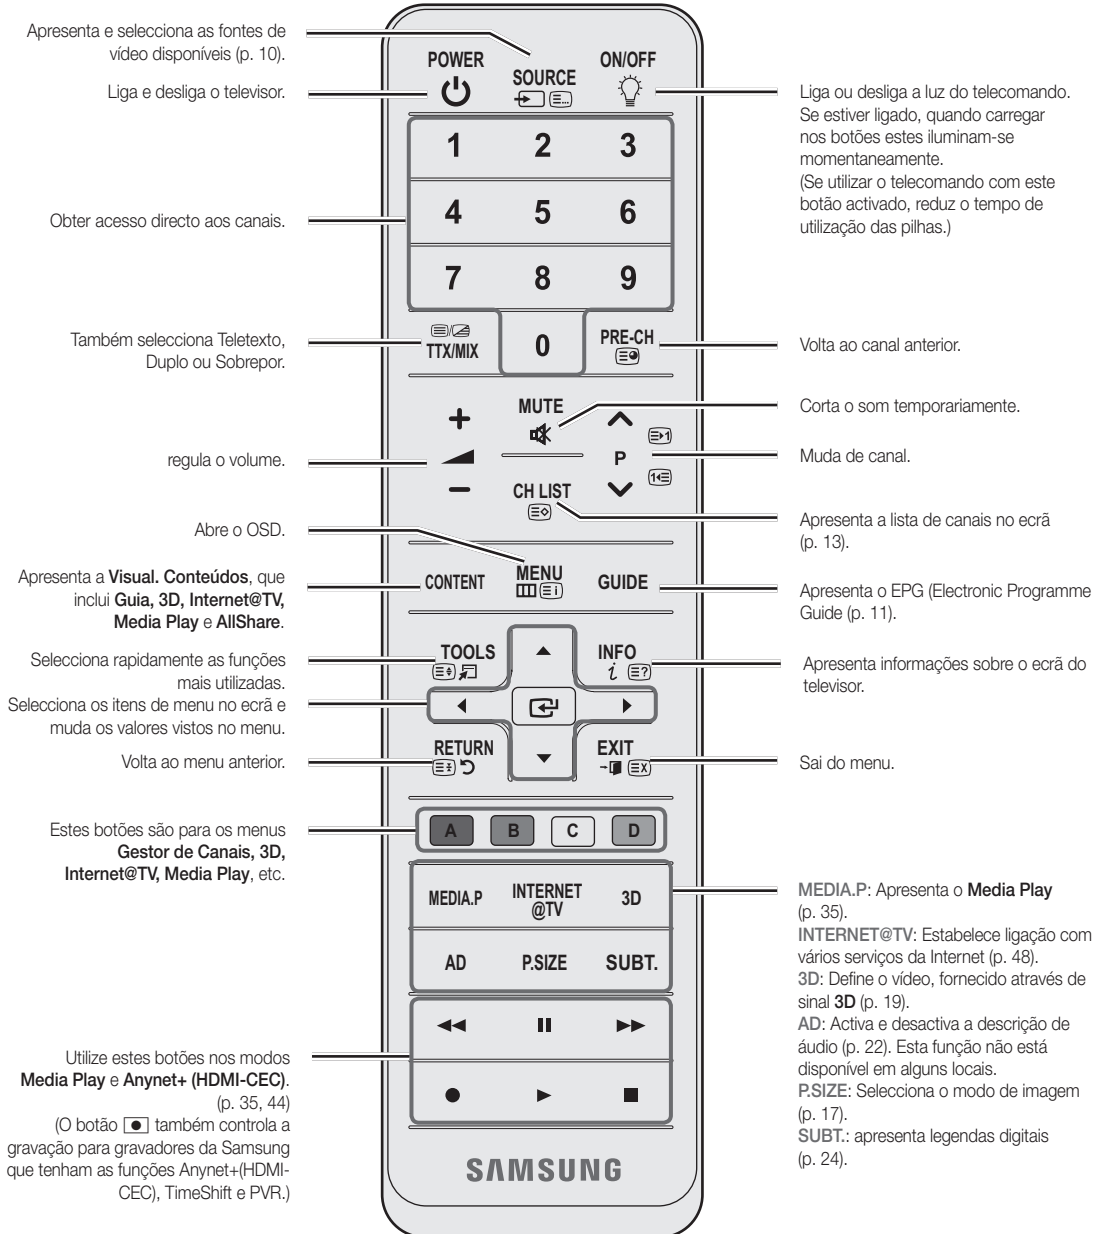 Apresenta e selecciona as fontes de
vídeo disponíveis (p. 10).
Liga e desliga o televisor.
Obter acesso directo aos canais.
Também selecciona Teletexto,
Duplo ou Sobrepor.
regula o volume.
Abre o OSD.
Apresenta a Visual. Conteúdos, que
inclui Guia, 3D, Internet@TV,
Media Play e AllShare.
Selecciona rapidamente as funções
mais utilizadas.
Selecciona os itens de menu no ecrã e
muda os valores vistos no menu.
Volta ao menu anterior.
Estes botões são para os menus
Gestor de Canais, 3D,
Internet@TV, Media Play, etc.
Utilize estes botões nos modos
Media Play e Anynet+ (HDMI-CEC).
(p. 35, 44)
(O botão ● também controla a
gravação para gravadores da Samsung
que tenham as funções Anynet+(HDMI-
CEC), TimeShift e PVR.)
POWER
SOURCE
ON/OFF
1 2 3
4 5 6
7 8 9
TTX/MIX
0
PRE-CH
+
MUTE
P
−
CH LIST
CONTENT
MENU
GUIDE
TOOLS
INFO
RETURN
EXIT
A B C D
MEDIA.P
INTERNET
@TV
3D
AD
P.SIZE
SUBT.
SAMSUNG
Liga ou desliga a luz do telecomando.
Se estiver ligado, quando carregar
nos botões estes iluminam-se
momentaneamente.
(Se utilizar o telecomando com este
botão activado, reduz o tempo de
utilização das pilhas.)
Volta ao canal anterior.
Corta o som temporariamente.
Muda de canal.
Apresenta a lista de canais no ecrã
(p. 13).
Apresenta o EPG (Electronic Programme
Guide (p. 11).
Apresenta informações sobre o ecrã do
televisor.
Sai do menu.
MEDIA.P: Apresenta o Media Play
(p. 35).
INTERNET@TV: Estabelece ligação com
vários serviços da Internet (p. 48).
3D: Define o vídeo, fornecido através de
sinal 3D (p. 19).
AD: Activa e desactiva a descrição de
áudio (p. 22). Esta função não está
disponível em alguns locais.
P.SIZE: Selecciona o modo de imagem
(p. 17).
SUBT.: apresenta legendas digitais
(p. 24).